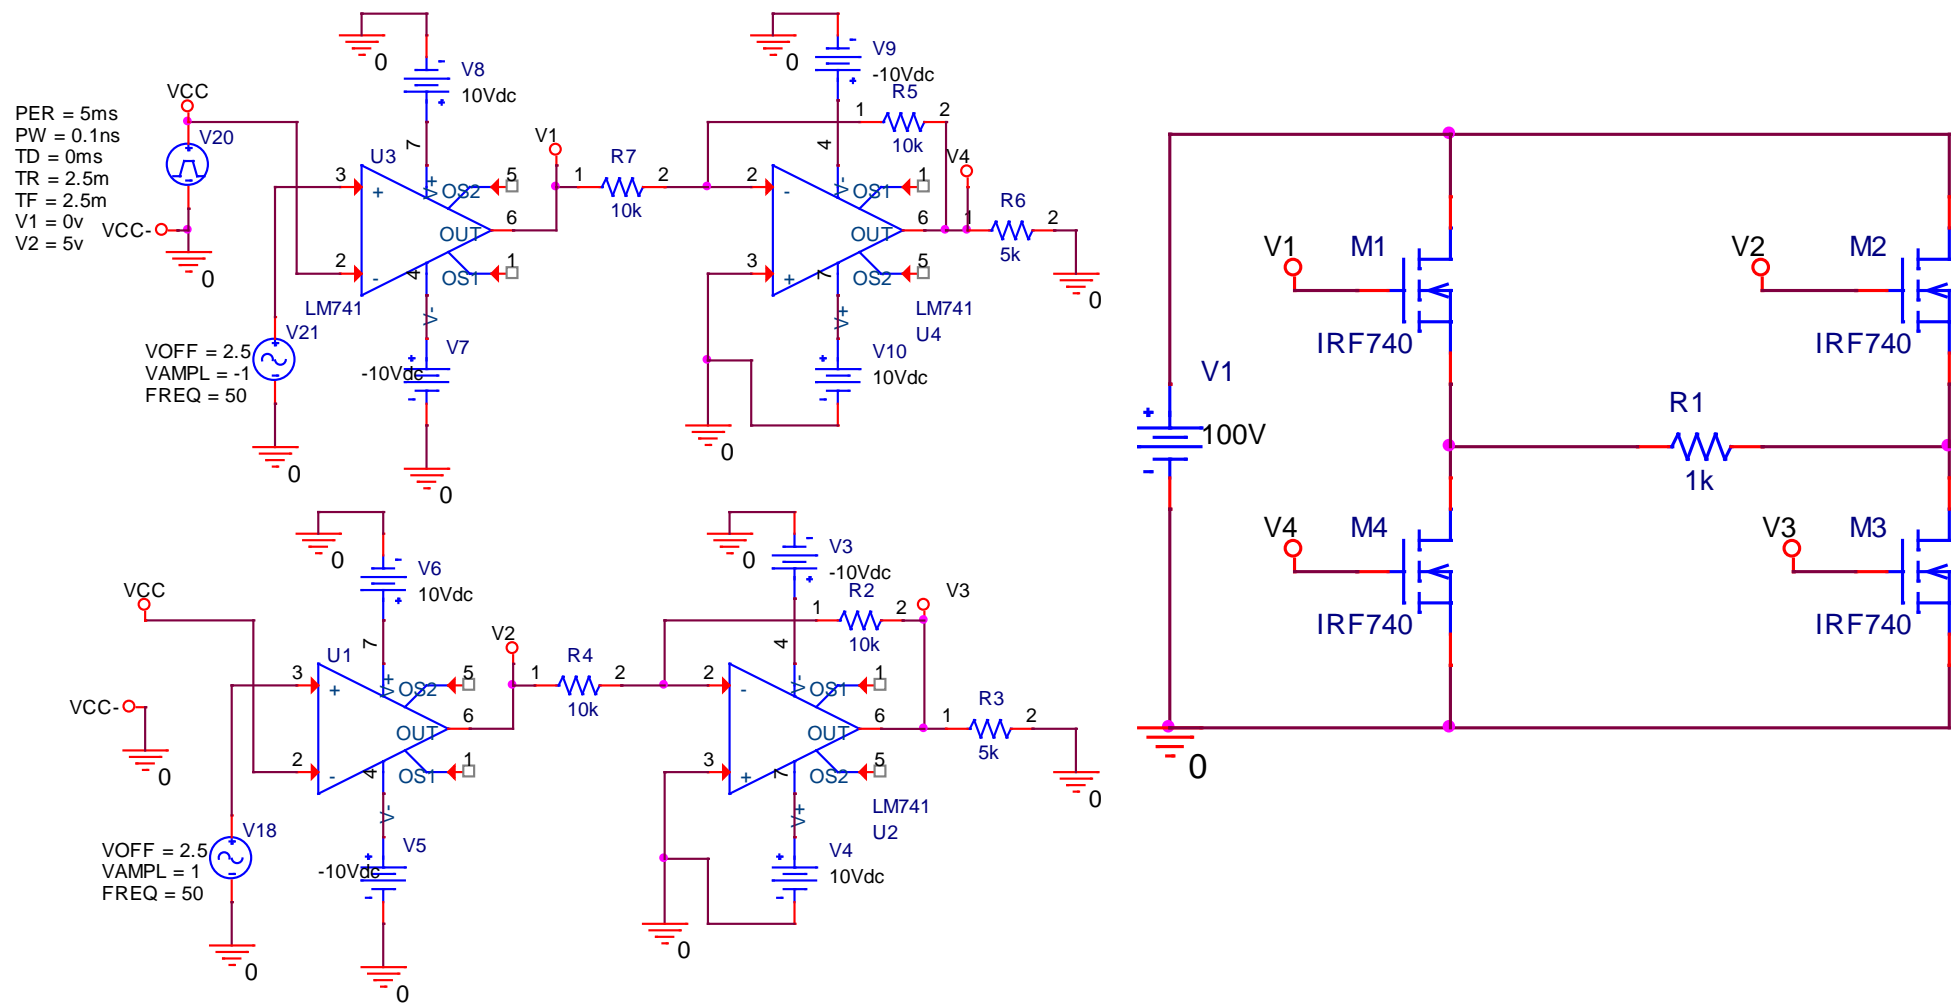 0
V8
10Vdc
VCC
PER = 5ms
PW = 0.1ns
TD = 0ms
TR = 2.5m
TF = 2.5m
V1 = 0v
V2 = 5v
V20
VCC-
0
7
U3
3
+
V+
OS2
5
6
OUT
2
-
4
OS1
1
LM741
V-
V21
VOFF = 2.5
VAMPL = -1
FREQ = 50
0
V7
-10Vdc
0
V1
1
R7
2
10k
0
V9
-10Vdc
R5
1
2
10k
4
V4
2
-
V-
OS1
1
6
OUT
3
+
7
OS2
5
LM741
U4
V+
1
R6
2
5k
0
V10
10Vdc
0
0
V6
10Vdc
VCC
7
U1
3
+
V+
OS2
5
6
OUT
2
-
4
OS1
1
V-
VCC-
0
V18
VOFF = 2.5
VAMPL = 1
FREQ = 50
0
V5
-10Vdc
0
V2
1
R4
2
10k
0
V3
-10Vdc
R2
1
2
10k
V3
4
2
-
V-
OS1
1
6
OUT
3
+
7
OS2
5
LM741
U2
V+
1
R3
2
5k
0
V4
10Vdc
0
V1
M1
IRF740
V2
M2
IRF740
V1
100V
R1
1k
V4
M4
IRF740
V3
M3
IRF740
0